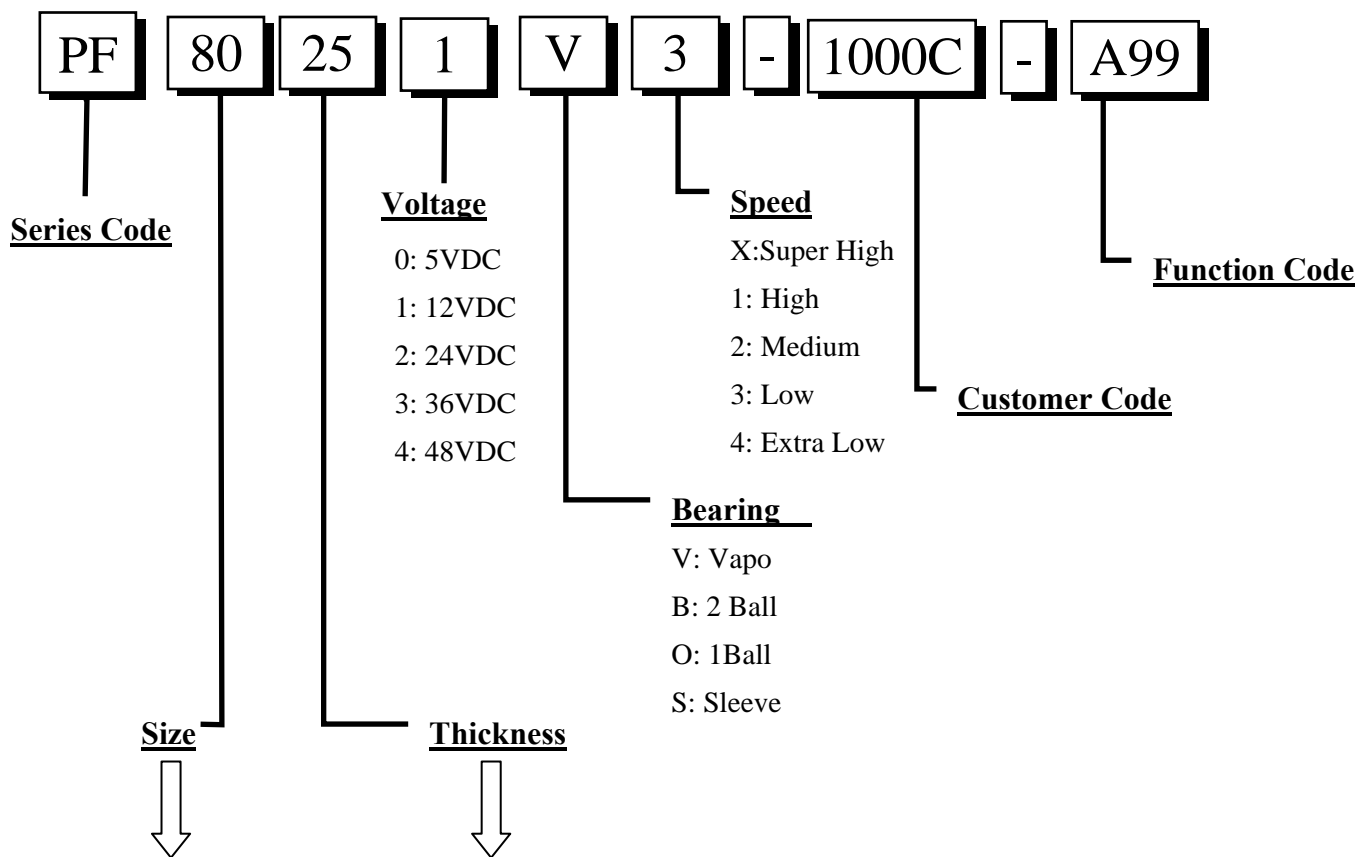 PF 80 25 1 V 3 - 1000C - A99
Series Code
Voltage
0: 5VDC
1: 12VDC
2: 24VDC
3: 36VDC
4: 48VDC
Speed
X:Super High
1: High
2: Medium
3: Low
4: Extra Low
Function Code
Customer Code
Bearing
V: Vapo
B: 2 Ball
O: 1Ball
S: Sleeve
Size
Thickness